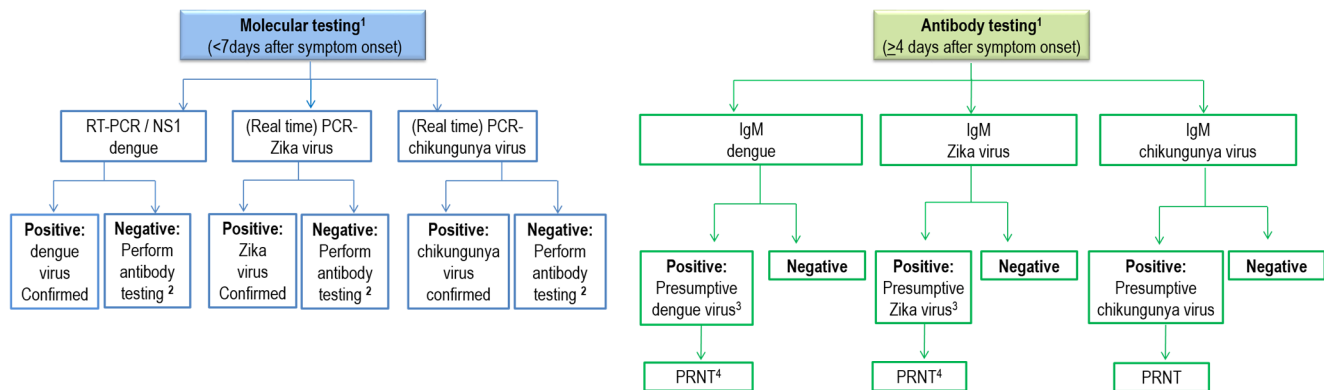 Molecular testing¹
(<7days after symptom onset)
RT-PCR / NS1
dengue
(Real time) PCR-
Zika virus
(Real time) PCR-
chikungunya virus
Positive:
dengue
virus
Confirmed
Negative:
Perform
antibody
testing ²
Positive:
Zika
virus
Confirmed
Negative:
Perform
antibody
testing ²
Positive:
chikungunya
virus
confirmed
Negative:
Perform
antibody
testing ²
Antibody testing¹
(≥4 days after symptom onset)
IgM
dengue
IgM
Zika virus
IgM
chikungunya virus
Positive:
Presumptive
dengue virus³
Negative
Positive:
Presumptive
Zika virus³
Negative
Positive:
Presumptive
chikungunya virus
Negative
PRNT⁴
PRNT⁴
PRNT